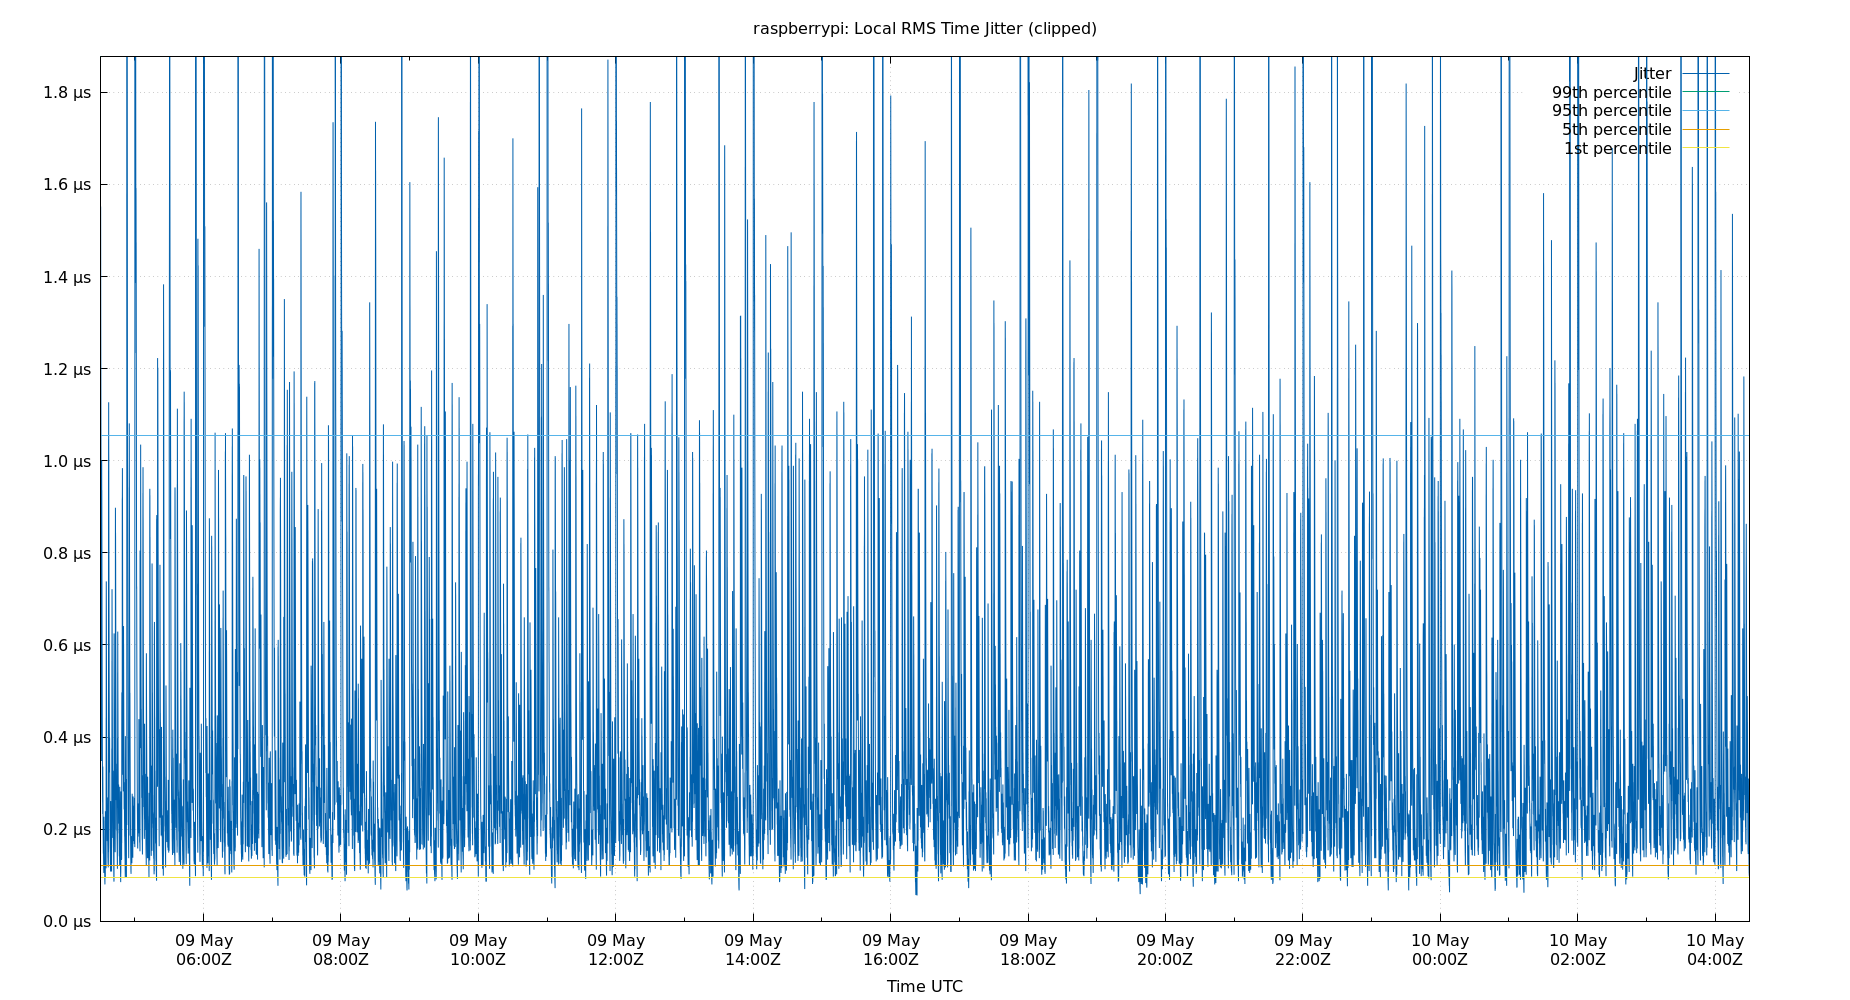 raspberrypi: Local RMS Time Jitter (clipped)
1.8 µs
1.6 µs
1.4 µs
1.2 µs
1.0 µs
0.8 µs
0.6 µs
0.4 µs
0.2 µs
0.0 µs
Jitter
99th percentile
95th percentile
5th percentile
1st percentile
09 May 09 May 09 May 09 May 09 May 09 May 09 May 09 May 09 May 10 May 10 May 10 May
06:00Z 08:00Z 10:00Z 12:00Z 14:00Z 16:00Z 18:00Z 20:00Z 22:00Z 00:00Z 02:00Z 04:00Z
Time UTC